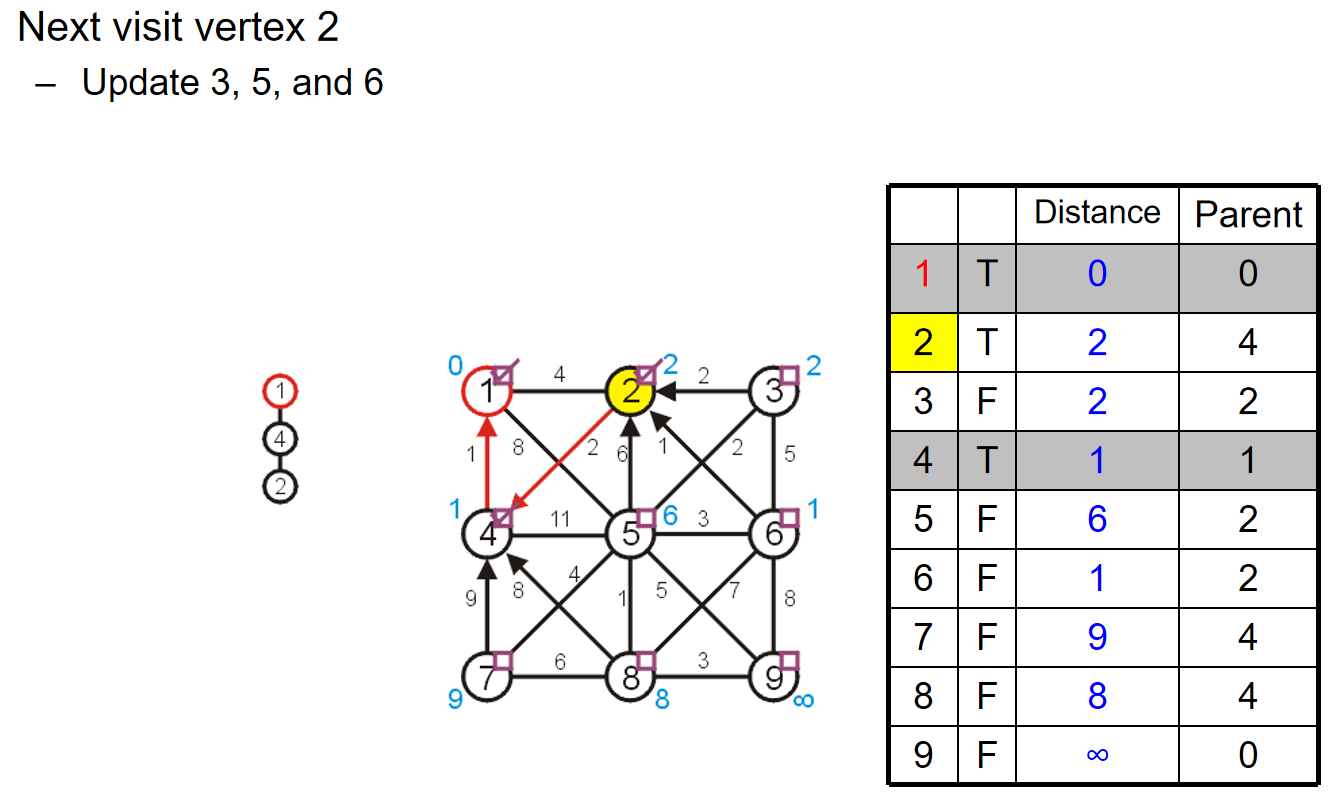 Next visit vertex 2
– Update 3, 5, and 6
1
4
2
0 2 2
1 4 2 2 3
1 8 2 6 1 2 5
1 6 1
4 11 5 3 6
9 8 4 1 5 7 8
7 6 8 3 9
9 8 ∞
Distance Parent
1 T 0 0
2 T 2 4
3 F 2 2
4 T 1 1
5 F 6 2
6 F 1 2
7 F 9 4
8 F 8 4
9 F ∞ 0